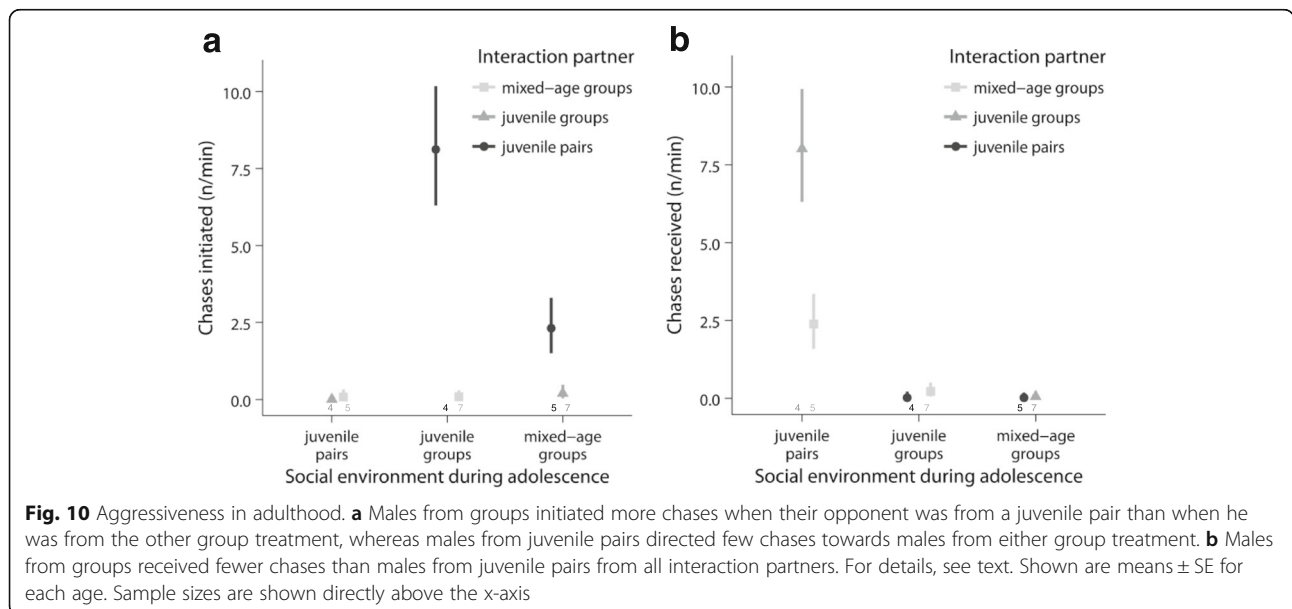 a
Interaction partner
mixed–age groups
juvenile groups
juvenile pairs
Chases initiated (n/min)
10.0
7.5
5.0
2.5
0.0
4 5
4 7
5 7
juvenile pairs
juvenile groups
mixed–age groups
Social environment during adolescence
b
Interaction partner
mixed–age groups
juvenile groups
juvenile pairs
Chases received (n/min)
10.0
7.5
5.0
2.5
0.0
4 5
4 7
5 7
juvenile pairs
juvenile groups
mixed–age groups
Social environment during adolescence
Fig. 10 Aggressiveness in adulthood. a Males from groups initiated more chases when their opponent was from a juvenile pair than when he
was from the other group treatment, whereas males from juvenile pairs directed few chases towards males from either group treatment. b Males
from groups received fewer chases than males from juvenile pairs from all interaction partners. For details, see text. Shown are means ± SE for
each age. Sample sizes are shown directly above the x-axis